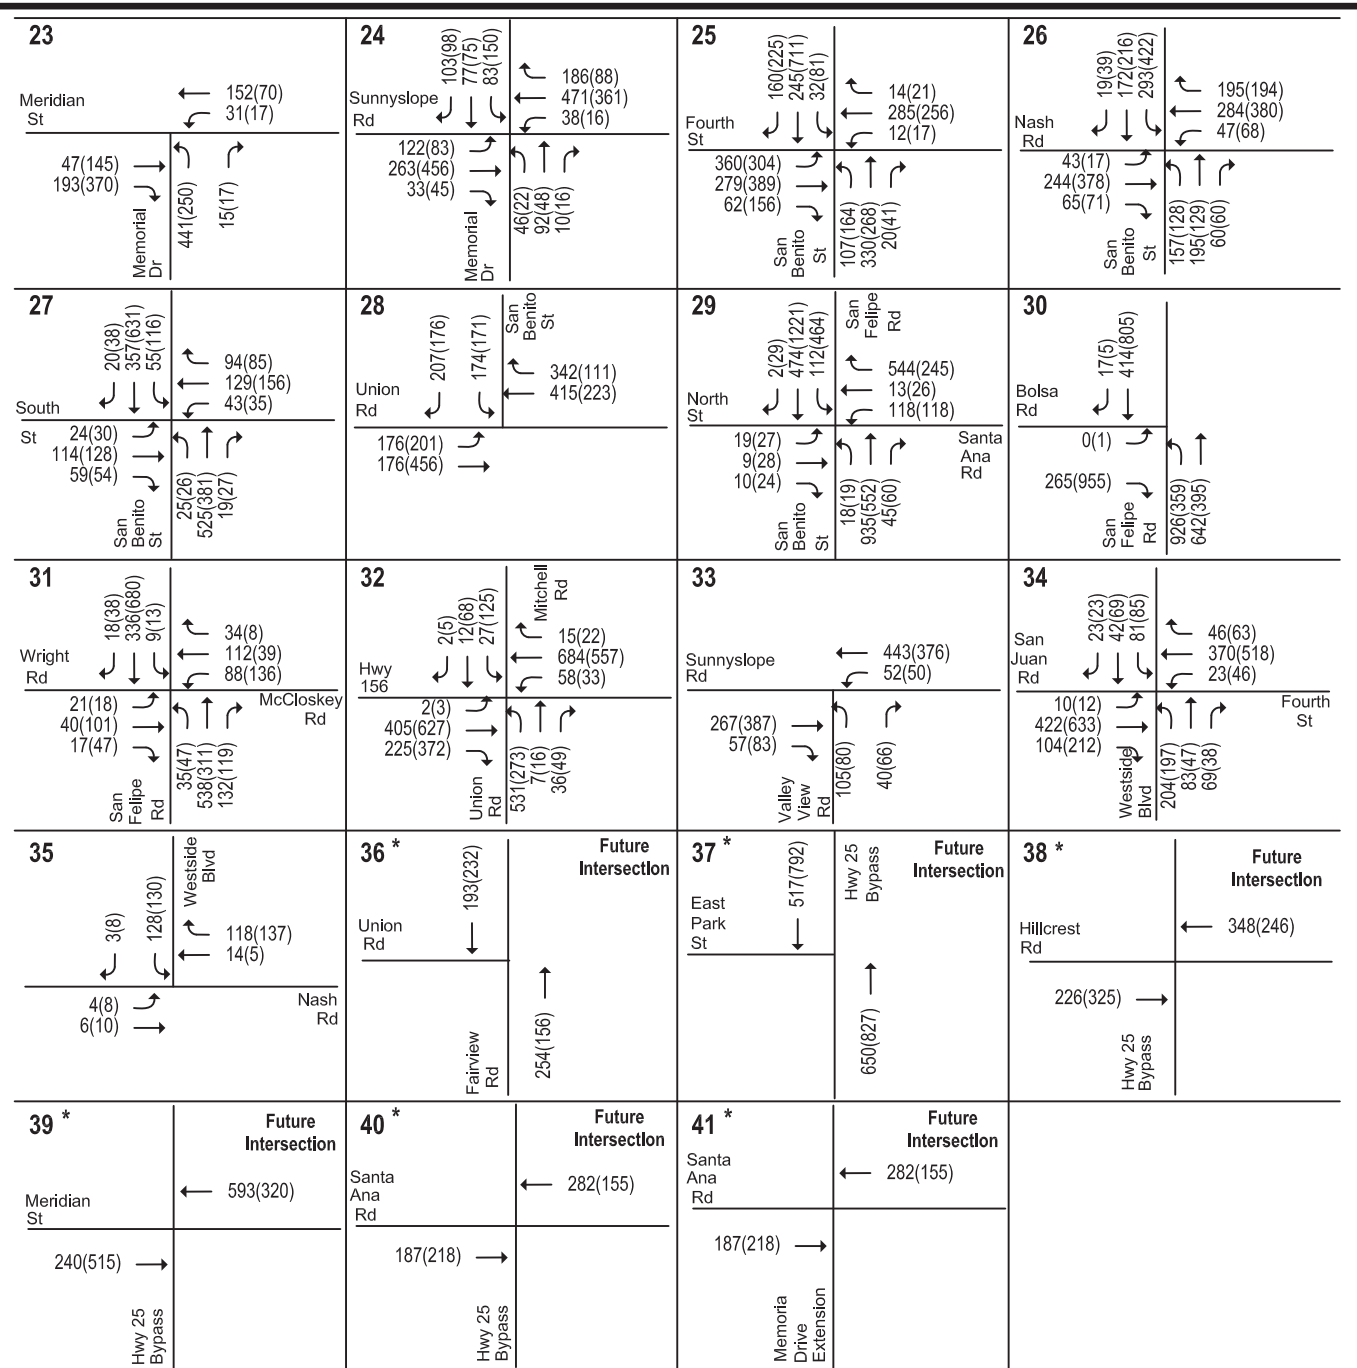 23
Meridian
St
152(70)
31(17)
47(145)
193(370)
Memorial
Dr
441(250)
15(17)
24
Sunnyslope
Rd
103(98)
77(75)
83(150)
186(88)
471(361)
38(16)
122(83)
263(456)
33(45)
Memorial
Dr
46(22)
92(48)
10(16)
25
Fourth
St
160(225)
245(711)
32(81)
14(21)
285(256)
12(17)
360(304)
279(389)
62(156)
San
Benito
St
107(164)
330(268)
20(41)
26
Nash
Rd
19(39)
172(216)
293(422)
195(194)
284(380)
47(68)
43(17)
244(378)
65(71)
San
Benito
St
157(128)
195(129)
60(60)
27
South
St
20(38)
357(631)
55(116)
94(85)
129(156)
43(35)
24(30)
114(128)
59(54)
San
Benito
St
25(26)
525(381)
19(27)
28
Union
Rd
207(176)
174(171)
San
Benito
St
342(111)
415(223)
176(201)
176(456)
29
North
St
2(29)
474(1221)
112(464)
San
Felipe
Rd
544(245)
13(26)
118(118)
Santa
Ana
Rd
19(27)
9(28)
10(24)
San
Benito
St
18(19)
935(552)
45(60)
30
Bolsa
Rd
17(5)
414(805)
0(1)
265(955)
San
Felipe
Rd
926(359)
642(395)
31
Wright
Rd
18(38)
336(680)
9(13)
34(8)
112(39)
88(136)
McCloskey
Rd
21(18)
40(101)
17(47)
San
Felipe
Rd
35(47)
538(311)
132(119)
32
Hwy
156
2(5)
12(68)
27(125)
Mitchell
Rd
15(22)
684(557)
58(33)
2(3)
405(627)
225(372)
Union
Rd
531(273)
7(16)
36(49)
33
Sunnyslope
Rd
443(376)
52(50)
267(387)
57(83)
Valley
View
Rd
105(80)
40(66)
34
San
Juan
Rd
23(23)
42(69)
81(85)
46(63)
370(518)
23(46)
Fourth
St
10(12)
422(633)
104(212)
Westside
Blvd
204(197)
83(47)
69(38)
35
3(8)
128(130)
Westside
Blvd
118(137)
14(5)
Nash
Rd
4(8)
6(10)
36 *
Future
Intersection
Union
Rd
193(232)
Fairview
Rd
254(156)
37 *
Future
Intersection
East
Park
St
517(792)
Hwy 25
Bypass
650(827)
38 *
Future
Intersection
Hillcrest
Rd
348(246)
226(325)
Hwy 25
Bypass
39 *
Future
Intersection
Meridian
St
593(320)
240(515)
Hwy 25
Bypass
40 *
Future
Intersection
Santa
Ana
Rd
282(155)
187(218)
Hwy 25
Bypass
41 *
Future
Intersection
Santa
Ana
Rd
282(155)
187(218)
Memoria
Drive
Extension